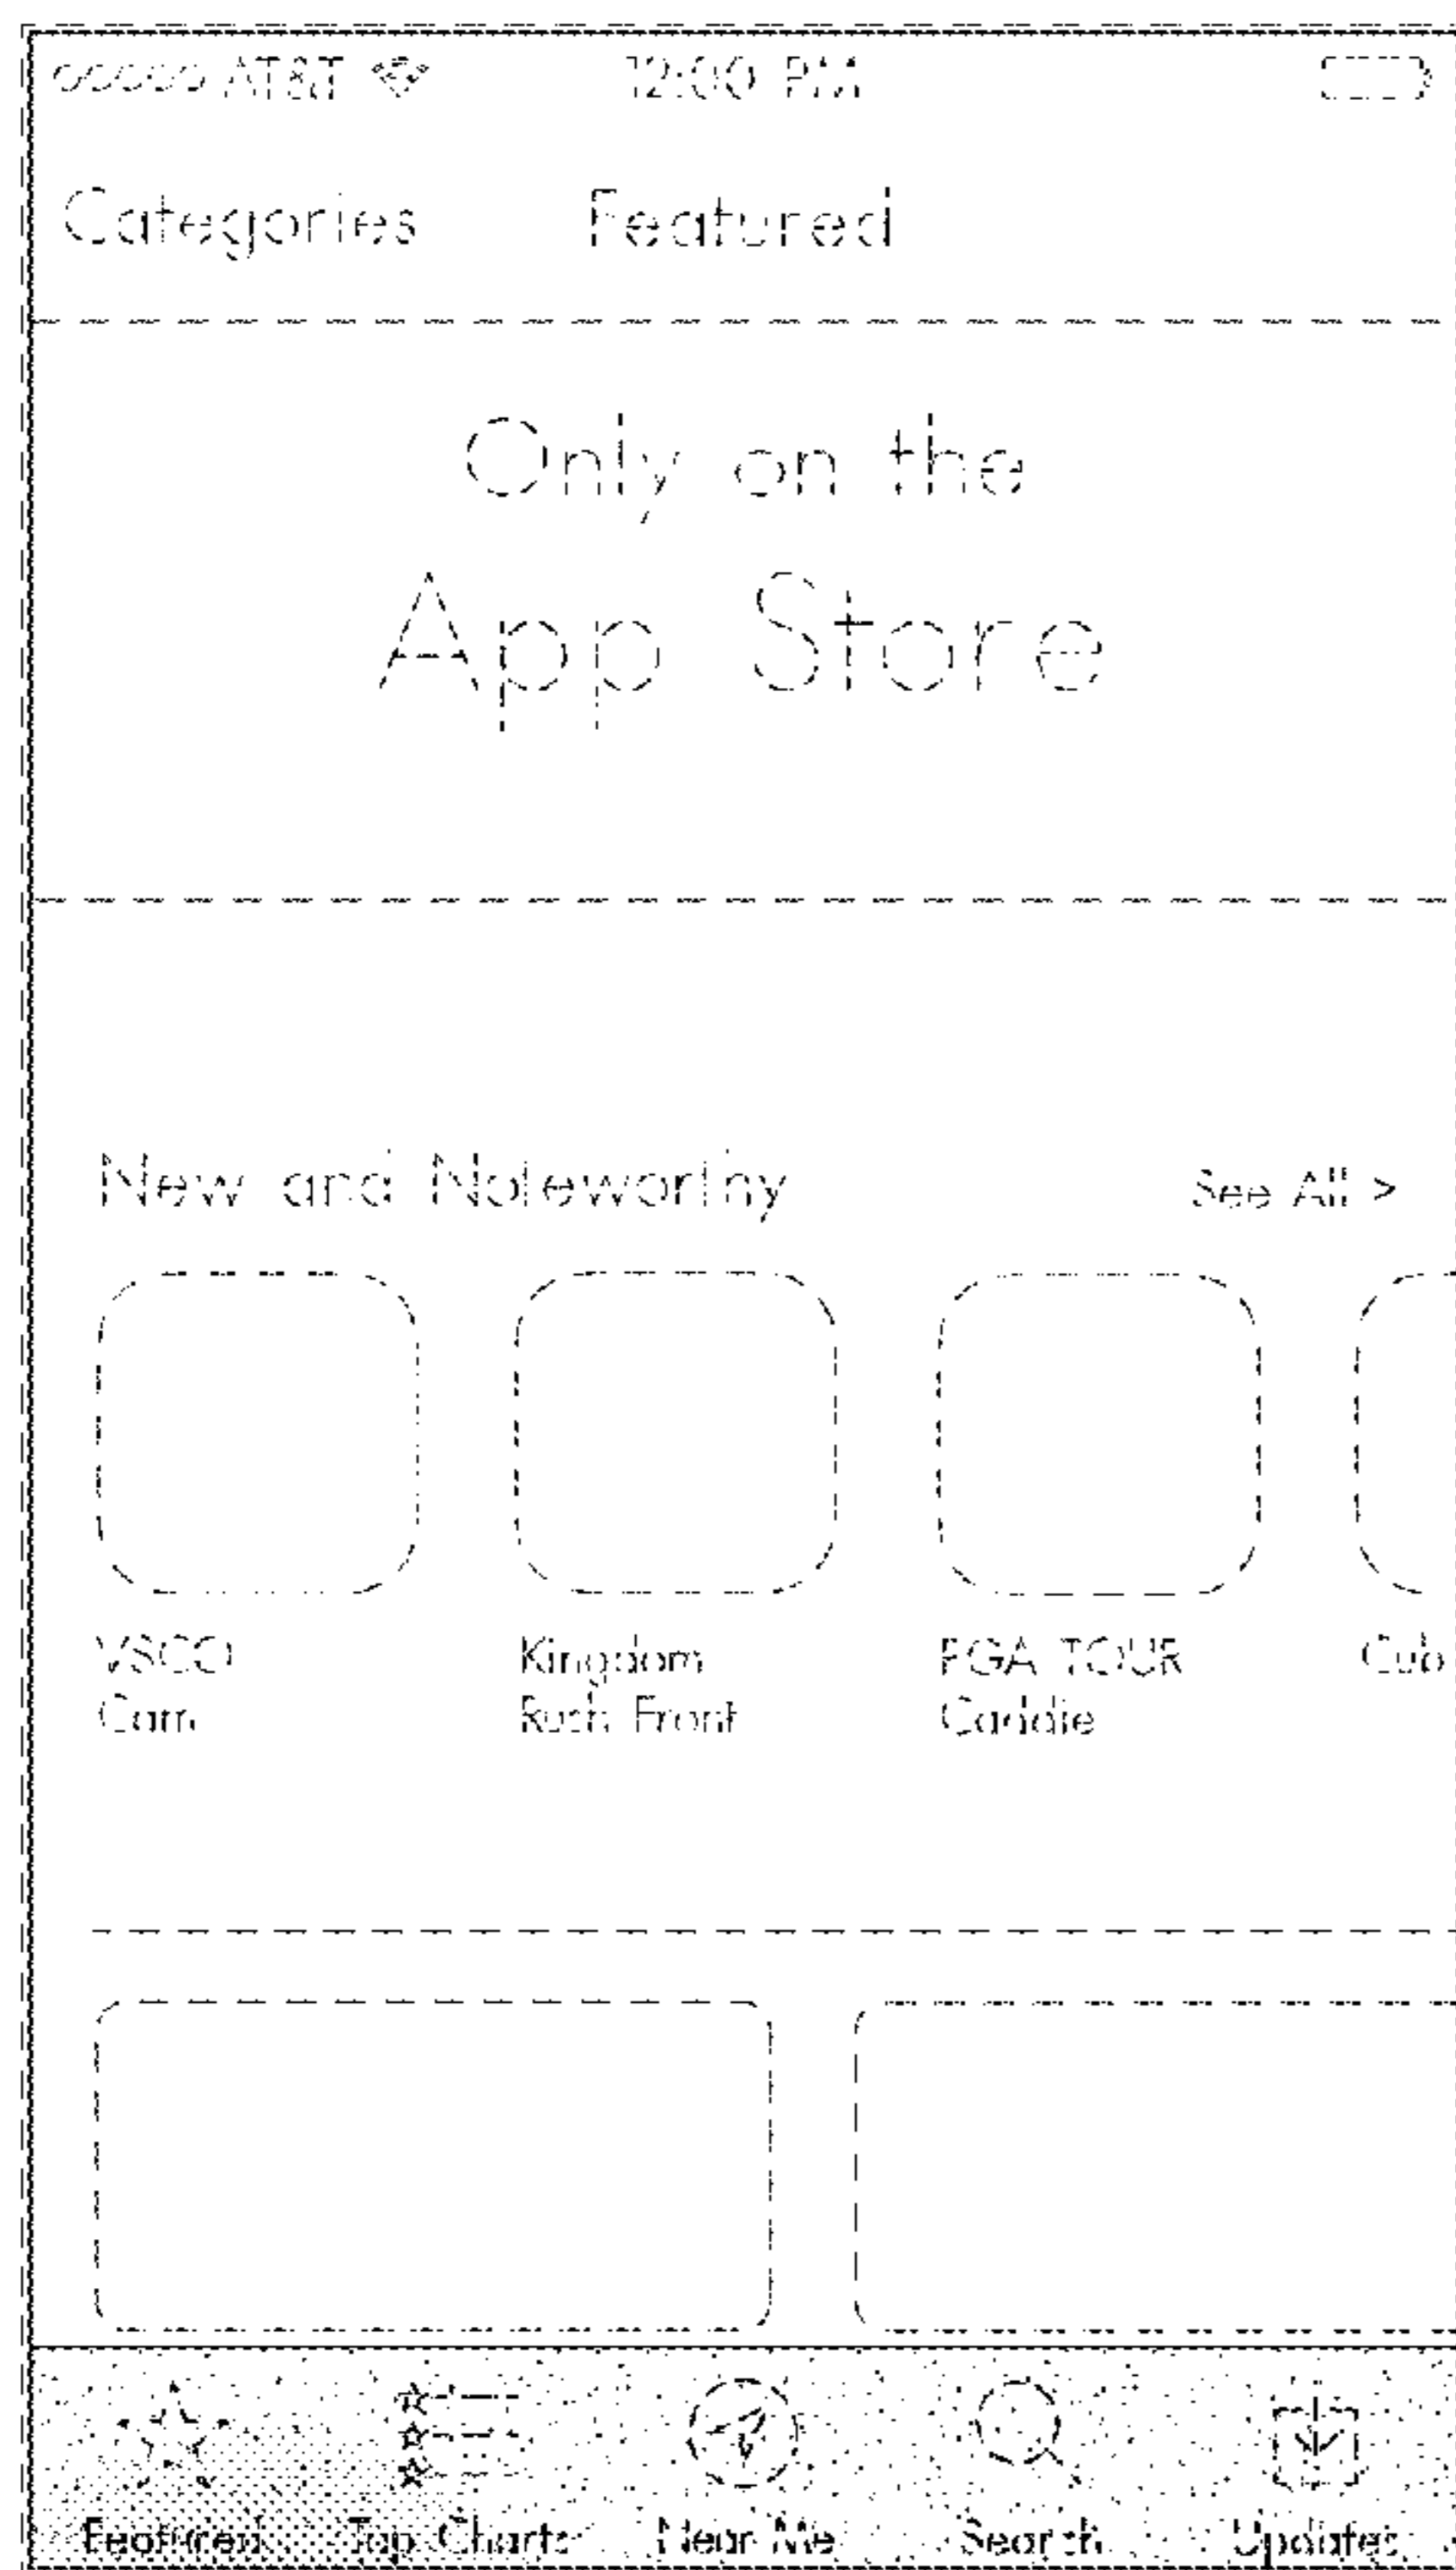 AT&T 12:00 PM
Categories Featured
Only on the
App Store
New and Noteworthy See All >
VSCO Kingdom PGA TOUR Cub
Cam Rush Front Caddie
Featured Top Charts Near Me Search Updates